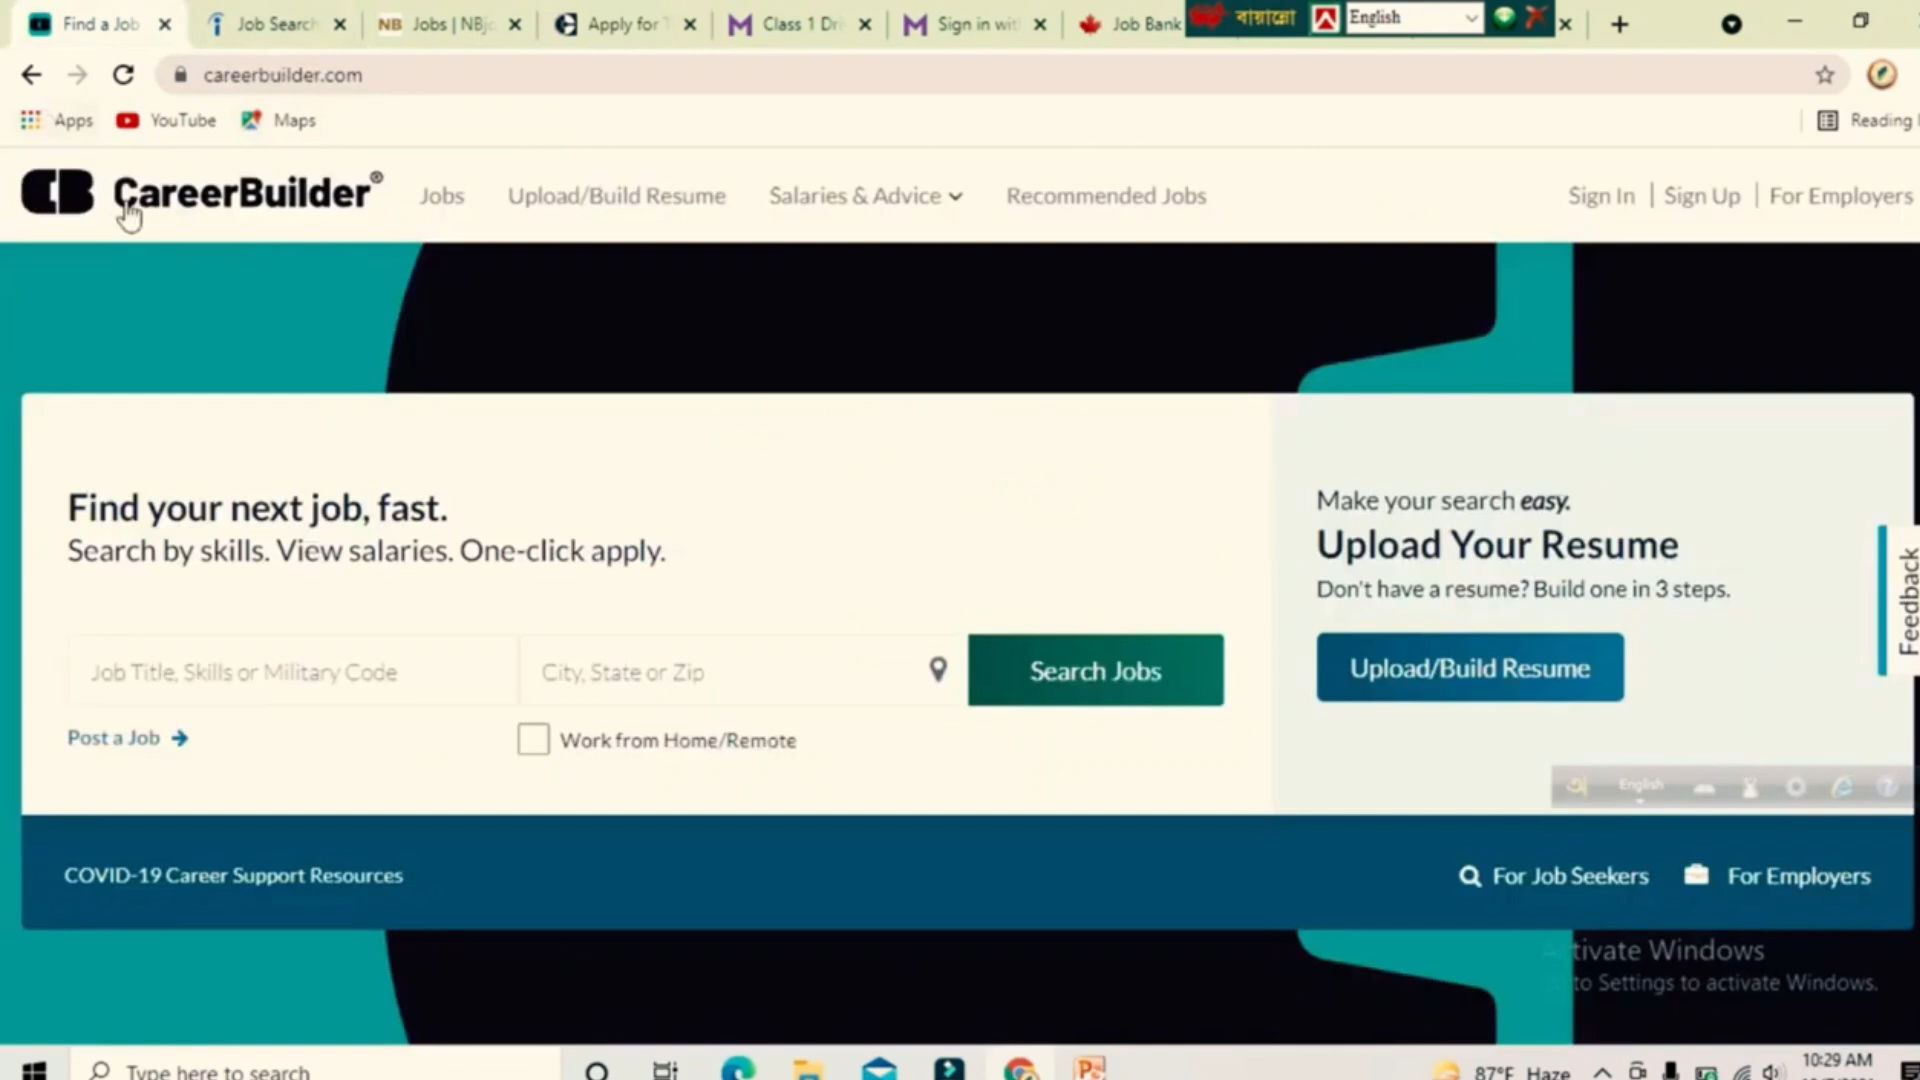 Find a Job
Job Search
NB Jobs | NBjo
Apply for T
Class 1 Dri
Sign in wit
Job Bank
বায়ান্নো
English
careerbuilder.com
Apps
YouTube
Maps
Reading
CB CareerBuilder®
Jobs
Upload/Build Resume
Salaries & Advice
Recommended Jobs
Sign In | Sign Up | For Employers
Find your next job, fast.
Search by skills. View salaries. One-click apply.
Job Title, Skills or Military Code
City, State or Zip
Search Jobs
Post a Job
Work from Home/Remote
Make your search easy.
Upload Your Resume
Don't have a resume? Build one in 3 steps.
Upload/Build Resume
Feedback
অ English
COVID-19 Career Support Resources
For Job Seekers
For Employers
Activate Windows
to Settings to activate Windows.
Type here to search
87°F Haze
10:29 AM